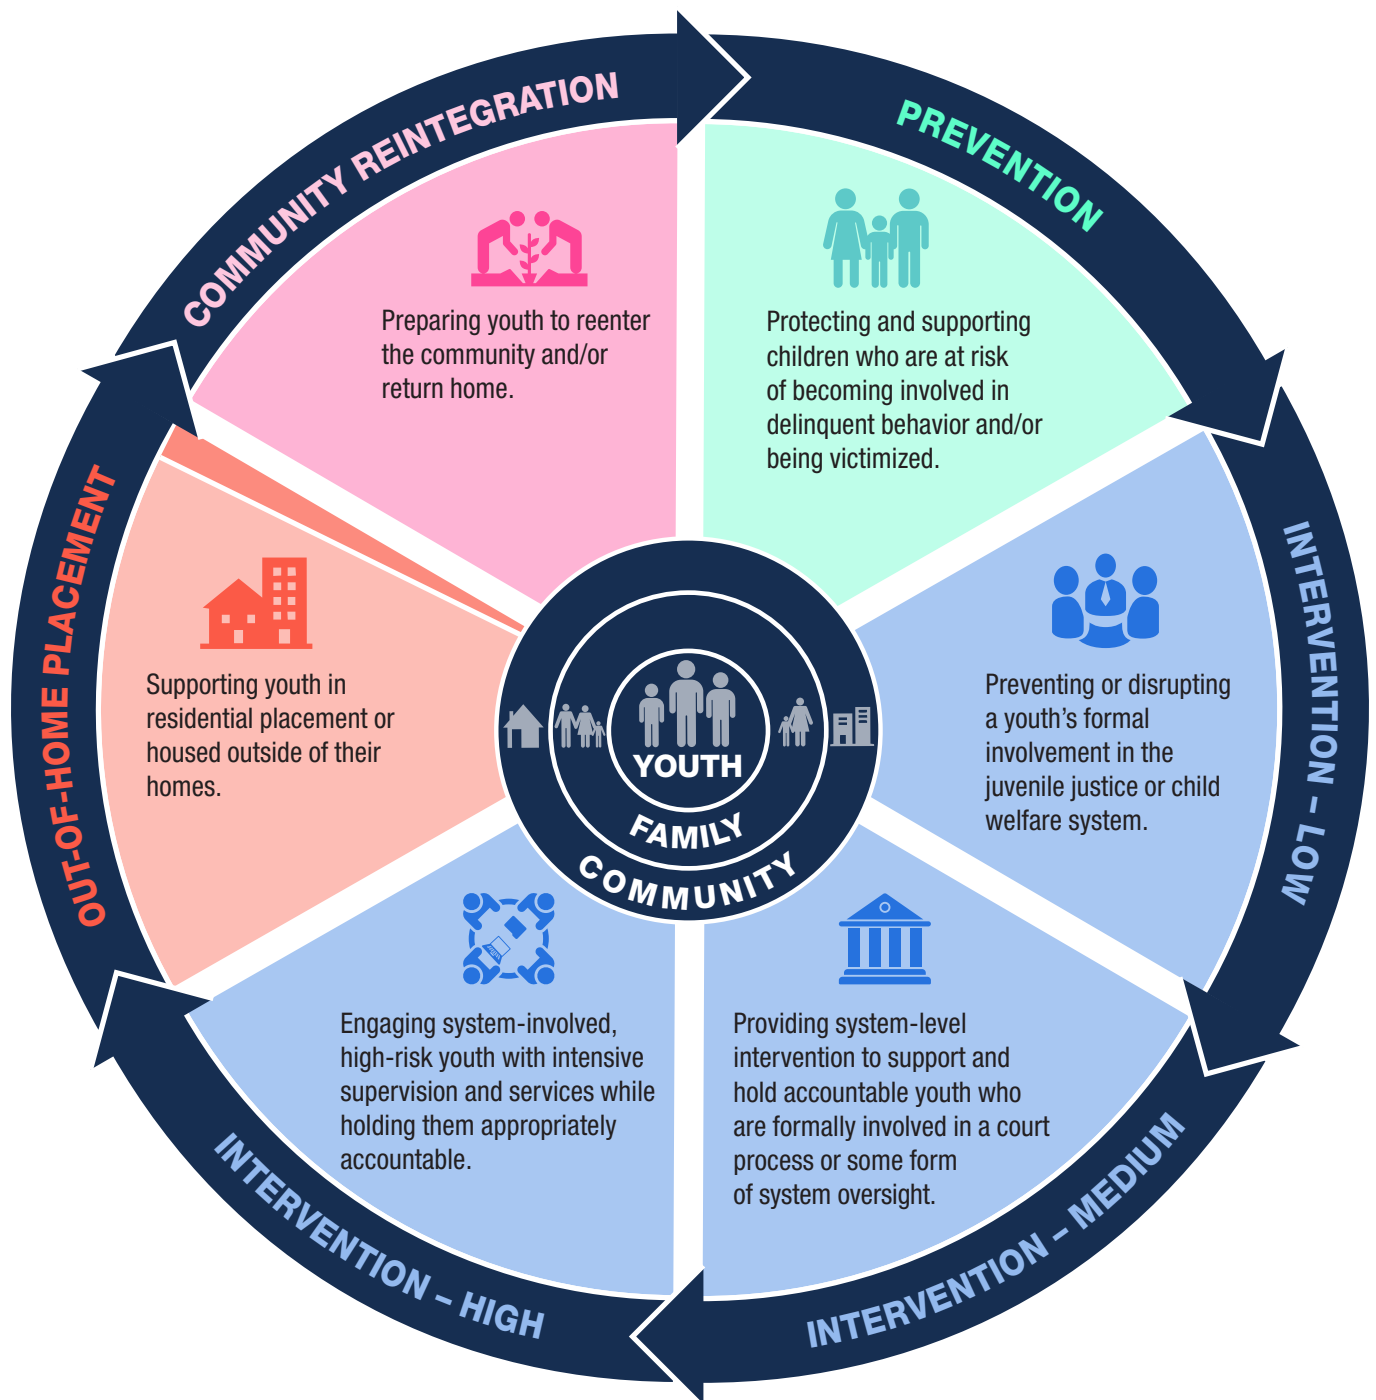 PREVENTION
Protecting and supporting
children who are at risk
of becoming involved in
delinquent behavior and/or
being victimized.
INTERVENTION – LOW
Preventing or disrupting
a youth’s formal
involvement in the
juvenile justice or child
welfare system.
INTERVENTION – MEDIUM
Providing system-level
intervention to support and
hold accountable youth who
are formally involved in a court
process or some form
of system oversight.
INTERVENTION – HIGH
Engaging system-involved,
high-risk youth with intensive
supervision and services while
holding them appropriately
accountable.
OUT-OF-HOME PLACEMENT
Supporting youth in
residential placement or
housed outside of their
homes.
COMMUNITY REINTEGRATION
Preparing youth to reenter
the community and/or
return home.
YOUTH
FAMILY
COMMUNITY